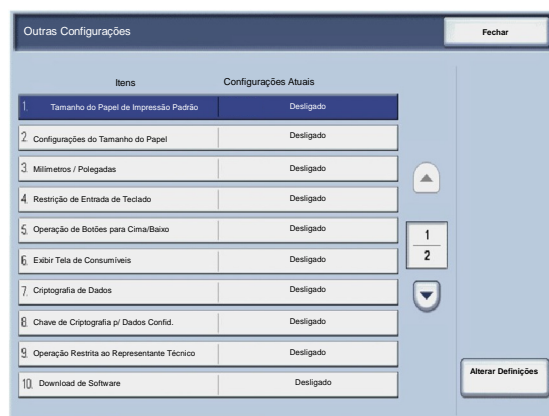 Outras Configurações
Fechar
Itens Configurações Atuais
1. Tamanho do Papel de Impressão Padrão Desligado
2. Configurações do Tamanho do Papel Desligado
3. Milímetros / Polegadas Desligado
4. Restrição de Entrada de Teclado Desligado
5. Operação de Botões para Cima/Baixo Desligado
6. Exibir Tela de Consumíveis Desligado
7. Criptografia de Dados Desligado
8. Chave de Criptografia p/ Dados Confid. Desligado
9. Operação Restrita ao Representante Técnico Desligado
10. Download de Software Desligado
1
2
Alterar Definições